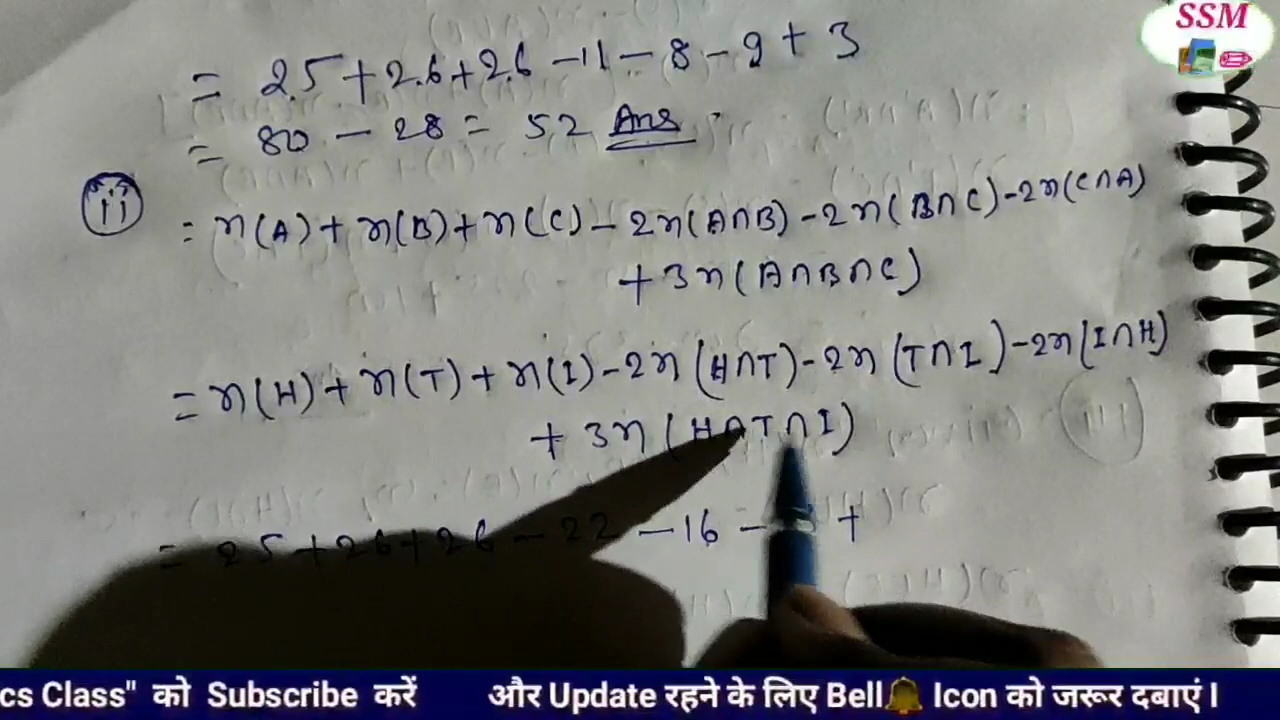 SSM
= 25 + 26 + 26 - 11 - 8 - 9 + 3
= 80 - 28 = 52 Ans
(ii)
= n(A) + n(B) + n(C) - 2n(A∩B) - 2n(B∩C) - 2n(C∩A)
+ 3n(A∩B∩C)
= n(H) + n(T) + n(I) - 2n(H∩T) - 2n(T∩I) - 2n(I∩H)
+ 3n(H∩T∩I)
= 25 + 26 + 26 - 22 - 16 - +
cs Class" को Subscribe करें और Update रहने के लिए Bell🔔 Icon को जरूर दबाएं I